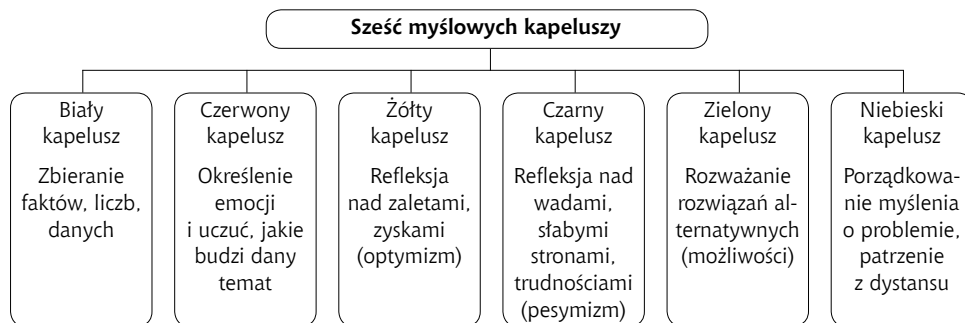 Sześć myślowych kapeluszy
Biały
kapelusz
Zbieranie
faktów, liczb,
danych
Czerwony
kapelusz
Określenie
emocji
i uczuć, jakie
budzi dany
temat
Żółty
kapelusz
Refleksja
nad zaletami,
zyskami
(optymizm)
Czarny
kapelusz
Refleksja nad
wadami,
słabymi
stronami,
trudnościami
(pesymizm)
Zielony
kapelusz
Rozważanie
rozwiązań al-
ternatywnych
(możliwości)
Niebieski
kapelusz
Porządkowa-
nie myślenia
o problemie,
patrzenie
z dystansu